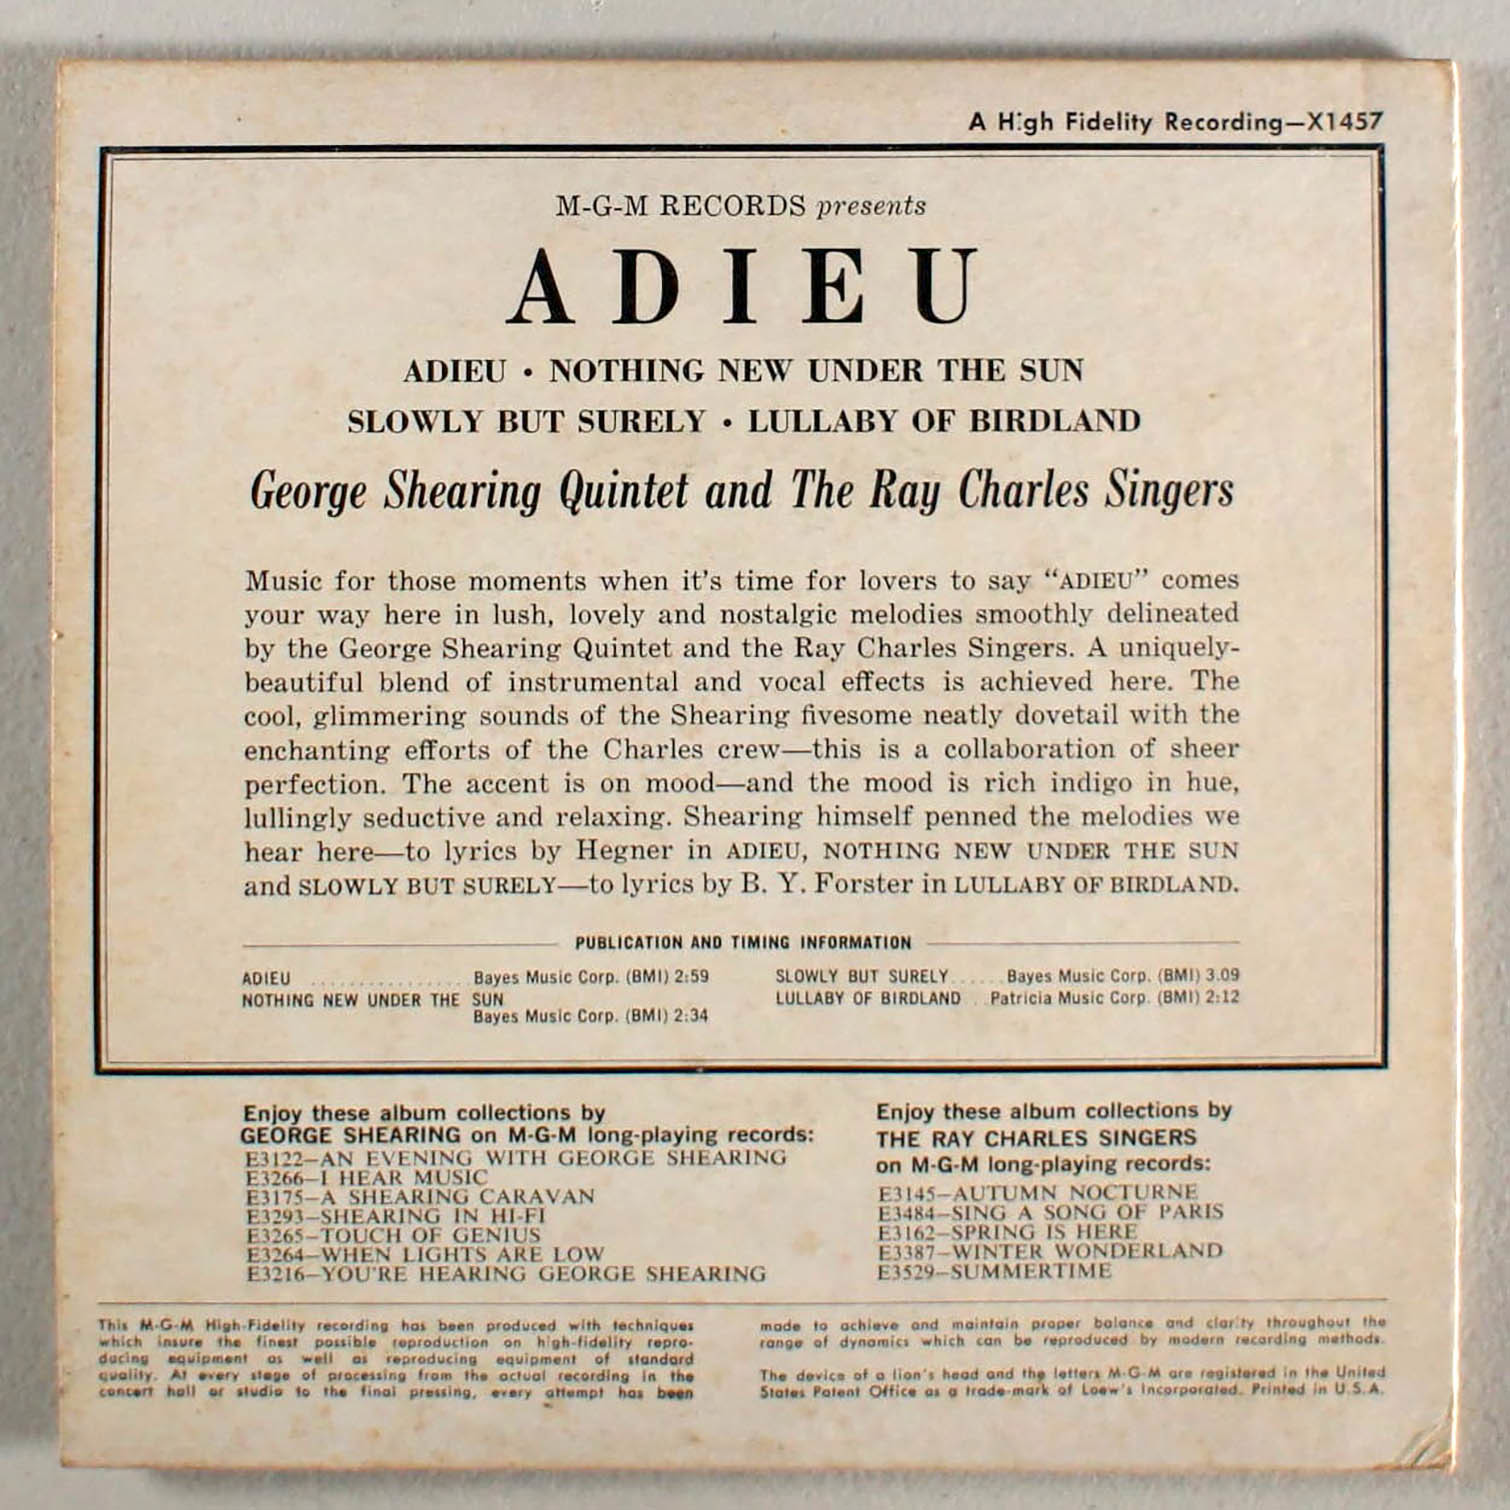 A High Fidelity Recording—X1457
M-G-M RECORDS presents
ADIEU
ADIEU • NOTHING NEW UNDER THE SUN
SLOWLY BUT SURELY • LULLABY OF BIRDLAND
George Shearing Quintet and The Ray Charles Singers
Music for those moments when it's time for lovers to say “ADIEU” comes
your way here in lush, lovely and nostalgic melodies smoothly delineated
by the George Shearing Quintet and the Ray Charles Singers. A uniquely-
beautiful blend of instrumental and vocal effects is achieved here. The
cool, glimmering sounds of the Shearing fivesome neatly dovetail with the
enchanting efforts of the Charles crew—this is a collaboration of sheer
perfection. The accent is on mood—and the mood is rich indigo in hue,
lullingly seductive and relaxing. Shearing himself penned the melodies we
hear here—to lyrics by Hegner in ADIEU, NOTHING NEW UNDER THE SUN
and SLOWLY BUT SURELY—to lyrics by B. Y. Forster in LULLABY OF BIRDLAND.
PUBLICATION AND TIMING INFORMATION
ADIEU ................ Bayes Music Corp. (BMI) 2:59
NOTHING NEW UNDER THE SUN
Bayes Music Corp. (BMI) 2:34
SLOWLY BUT SURELY ...... Bayes Music Corp. (BMI) 3.09
LULLABY OF BIRDLAND .. Patricia Music Corp. (BMI) 2:12
Enjoy these album collections by
GEORGE SHEARING on M-G-M long-playing records:
E3122—AN EVENING WITH GEORGE SHEARING
E3266—I HEAR MUSIC
E3175—A SHEARING CARAVAN
E3293—SHEARING IN HI-FI
E3265—TOUCH OF GENIUS
E3264—WHEN LIGHTS ARE LOW
E3216—YOU'RE HEARING GEORGE SHEARING
Enjoy these album collections by
THE RAY CHARLES SINGERS
on M-G-M long-playing records:
E3145—AUTUMN NOCTURNE
E3484—SING A SONG OF PARIS
E3162—SPRING IS HERE
E3387—WINTER WONDERLAND
E3529—SUMMERTIME
This M-G-M High-Fidelity recording has been produced with techniques
which insure the finest possible reproduction on high-fidelity repro-
ducing equipment as well as reproducing equipment of standard
quality. At every stage of processing from the actual recording in the
concert hall or studio to the final pressing, every attempt has been
made to achieve and maintain proper balance and clarity throughout the
range of dynamics which can be reproduced by modern recording methods.
The device of a lion's head and the letters M-G-M are registered in the United
States Patent Office as a trade-mark of Loew's Incorporated. Printed in U.S.A.